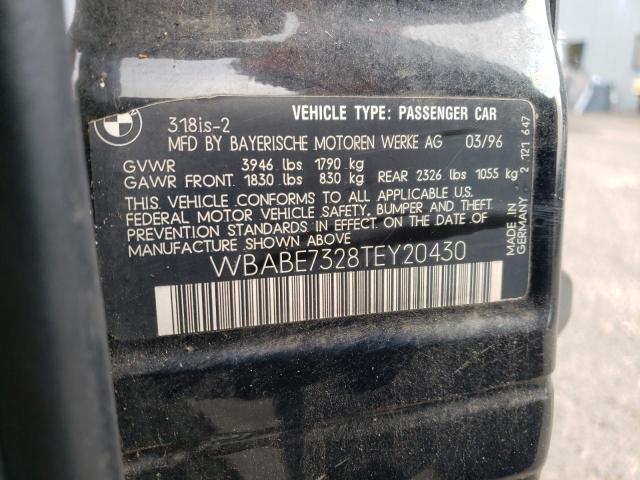 BMW
318is-2
VEHICLE TYPE: PASSENGER CAR
MFD BY BAYERISCHE MOTOREN WERKE AG 03/96
GVWR 3946 lbs 1790 kg
GAWR FRONT: 1830 lbs 830 kg REAR 2326 lbs 1055 kg
THIS VEHICLE CONFORMS TO ALL APPLICABLE U.S.
FEDERAL MOTOR VEHICLE SAFETY, BUMPER AND THEFT
PREVENTION STANDARDS IN EFFECT ON THE DATE OF
MANUFACTURE SHOWN ABOVE
WBABE7328TEY20430
MADE IN
GERMANY
2 121 647